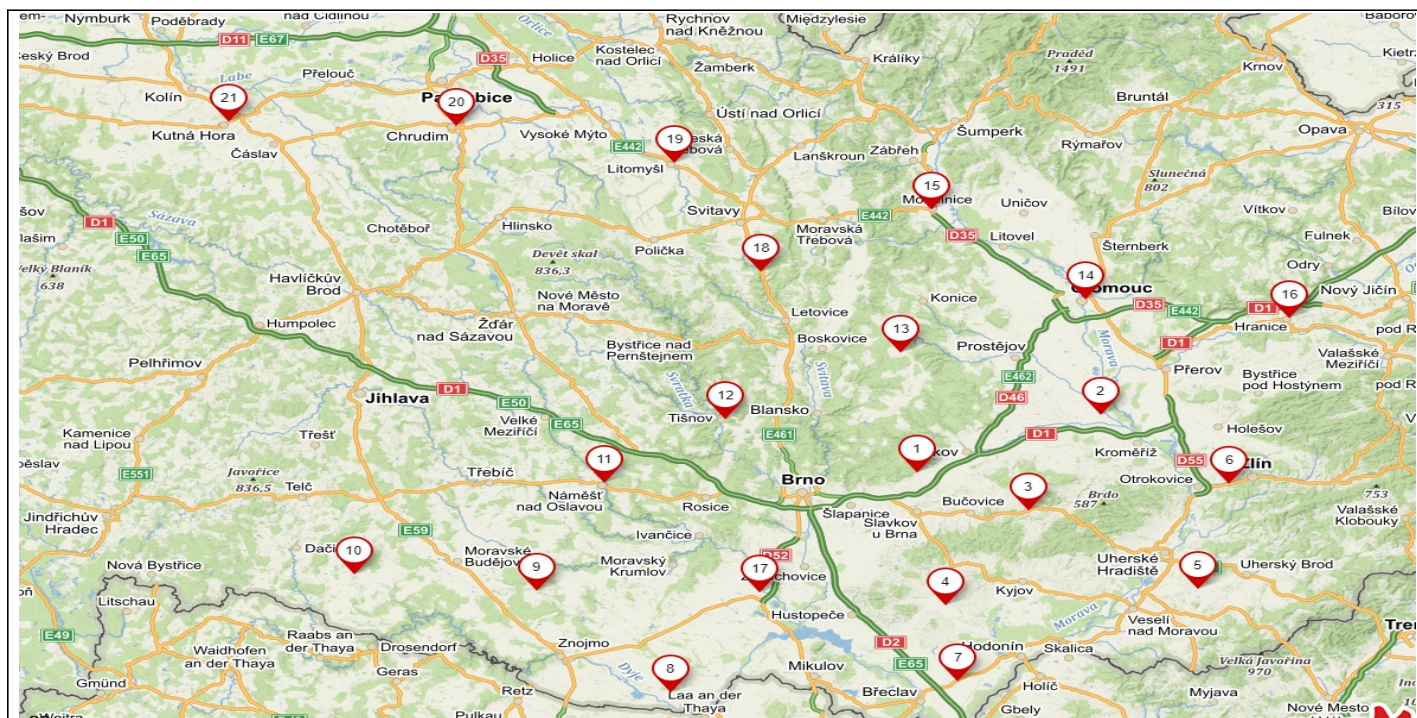 Nymburk
Poděbrady
nad Cidlinou
Orlice
Rychnov
nad Kněžnou
Międzylesie
D11
E67
Holice
Kostelec
nad Orlicí
Žamberk
Králíky
Praděd
1491
Krnov
Český Brod
Přelouč
D35
Labe
Kolín
21
20
Kutná Hora
Chrudim
Vysoké Mýto
Ústí nad Orlicí
Bruntál
315
Opava
Čáslav
E442
19
Litomyšl
Lanškroun
Šumperk
Zábřeh
Rýmařov
Slunečná
802
15
Uničov
Vítkov
D1
E50
E65
Sázava
Chotěboř
Hlinsko
Svitavy
E442
Moravská
Třebová
D35
Litovel
Šternberk
Fulnek
Polička
18
Devět skal
836,3
638
Havlíčkův
Brod
Nové Město
na Moravě
Konice
14
Odry
Nový Jičín
D35
E442
D1
16
Hranice
Humpolec
Žďár
nad Sázavou
Letovice
13
Boskovice
Prostějov
Morava
D1
Pelhřimov
Bystřice nad
Pernštejnem
Svitava
E462
Přerov
Valašské
Meziříčí
Jihlava
D1
E50
Svratka
12
Tišnov
Blansko
D46
2
Bystřice
pod Hostýnem
Kamenice
nad Lipou
Třešť
Velké
Meziříčí
E65
E461
1
D1
Kroměříž
Holešov
E551
Javořice
836,5
Telč
Třebíč
11
Náměšť
nad Oslavou
Rosice
Brno
Šlapanice
Slavkov
u Brna
Bučovice
3
Brdo
587
Otrokovice
D55
6
753
Valašské
Klobouky
Jindřichův
Hradec
E59
Ivančice
10
Moravské
Budějovice
9
Moravský
Krumlov
D52
17
Uherské
Hradiště
5
Uherský Brod
Nová Bystřice
Litschau
4
Kyjov
Hustopeče
Morava
Veselí
nad Moravou
E49
Raabs an
der Thaya
Waidhofen
an der Thaya
Drosendorf
Geras
Znojmo
Dyje
8
Laa an der
Thaya
Mikulov
D2
E65
7
Hodonín
Skalica
Velká Javořina
970
Gmünd
Retz
Pulkau
Břeclav
Holíč
Gbely
Myjava
Nové Mesto